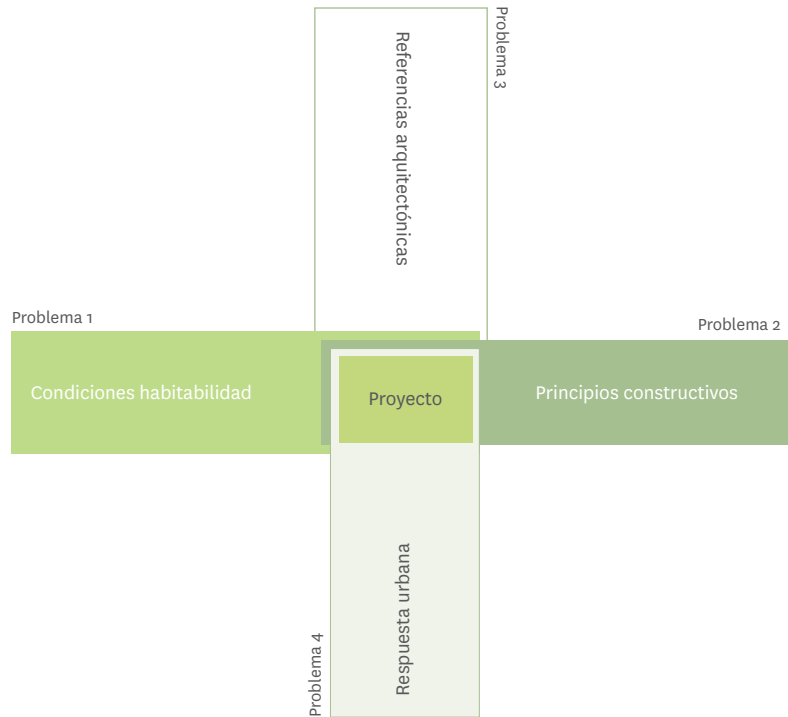 Problema 3
Referencias arquitectónicas
Problema 1
Problema 2
Condiciones habitabilidad
Proyecto
Principios constructivos
Respuesta urbana
Problema 4